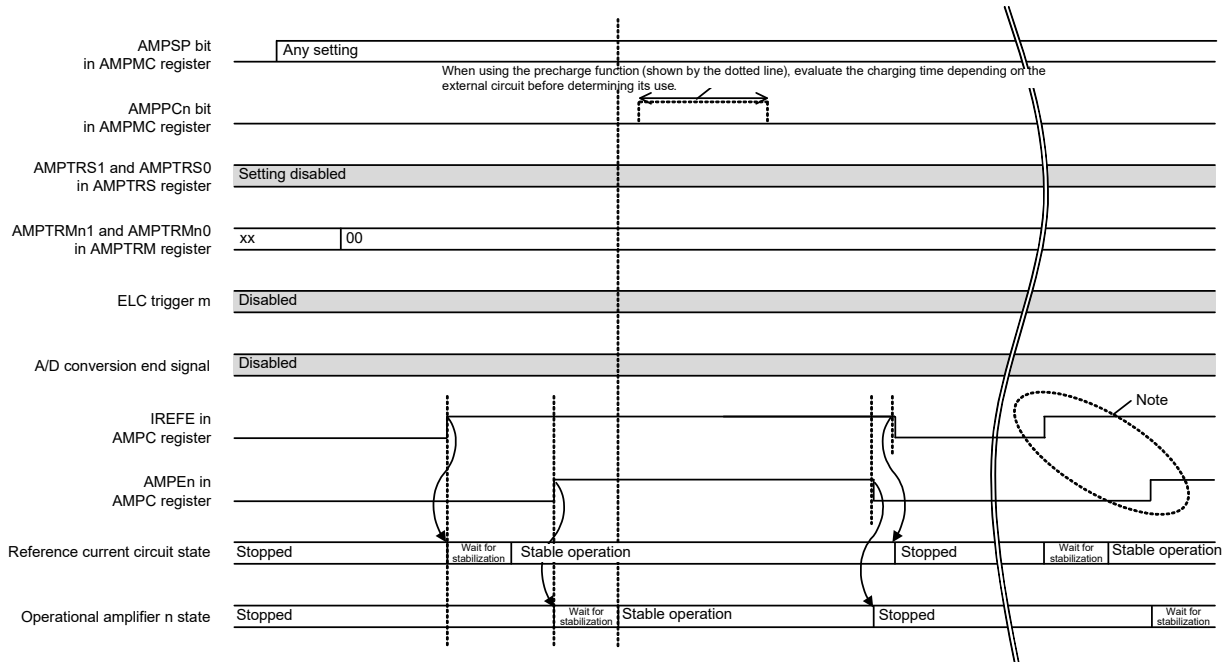 AMPSP bit
in AMPMC register
Any setting
When using the precharge function (shown by the dotted line), evaluate the charging time depending on the
external circuit before determining its use.
AMPPCn bit
in AMPMC register
AMPTRS1 and AMPTRS0
in AMPTRS register
Setting disabled
AMPTRMn1 and AMPTRMn0
in AMPTRM register
xx
00
ELC trigger m
Disabled
A/D conversion end signal
Disabled
IREFE in
AMPC register
Note
AMPEn in
AMPC register
Reference current circuit state
Stopped
Wait for
stabilization
Stable operation
Stopped
Wait for
stabilization
Stable operation
Operational amplifier n state
Stopped
Wait for
stabilization
Stable operation
Stopped
Wait for
stabilization